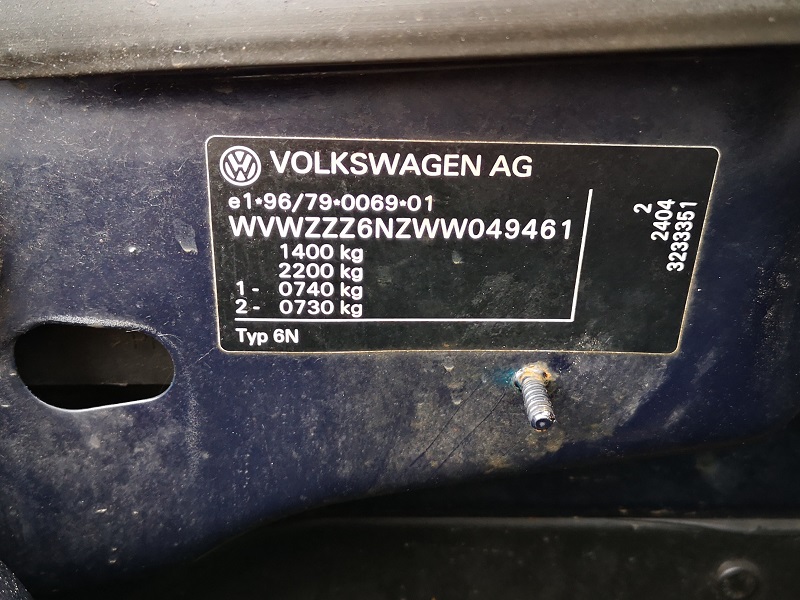 VOLKSWAGEN AG
e1*96/79*0069*01
WVWZZZ6NZWW049461
1400 kg
2200 kg
1 - 0740 kg
2 - 0730 kg
Typ 6N
2
2404
3233351